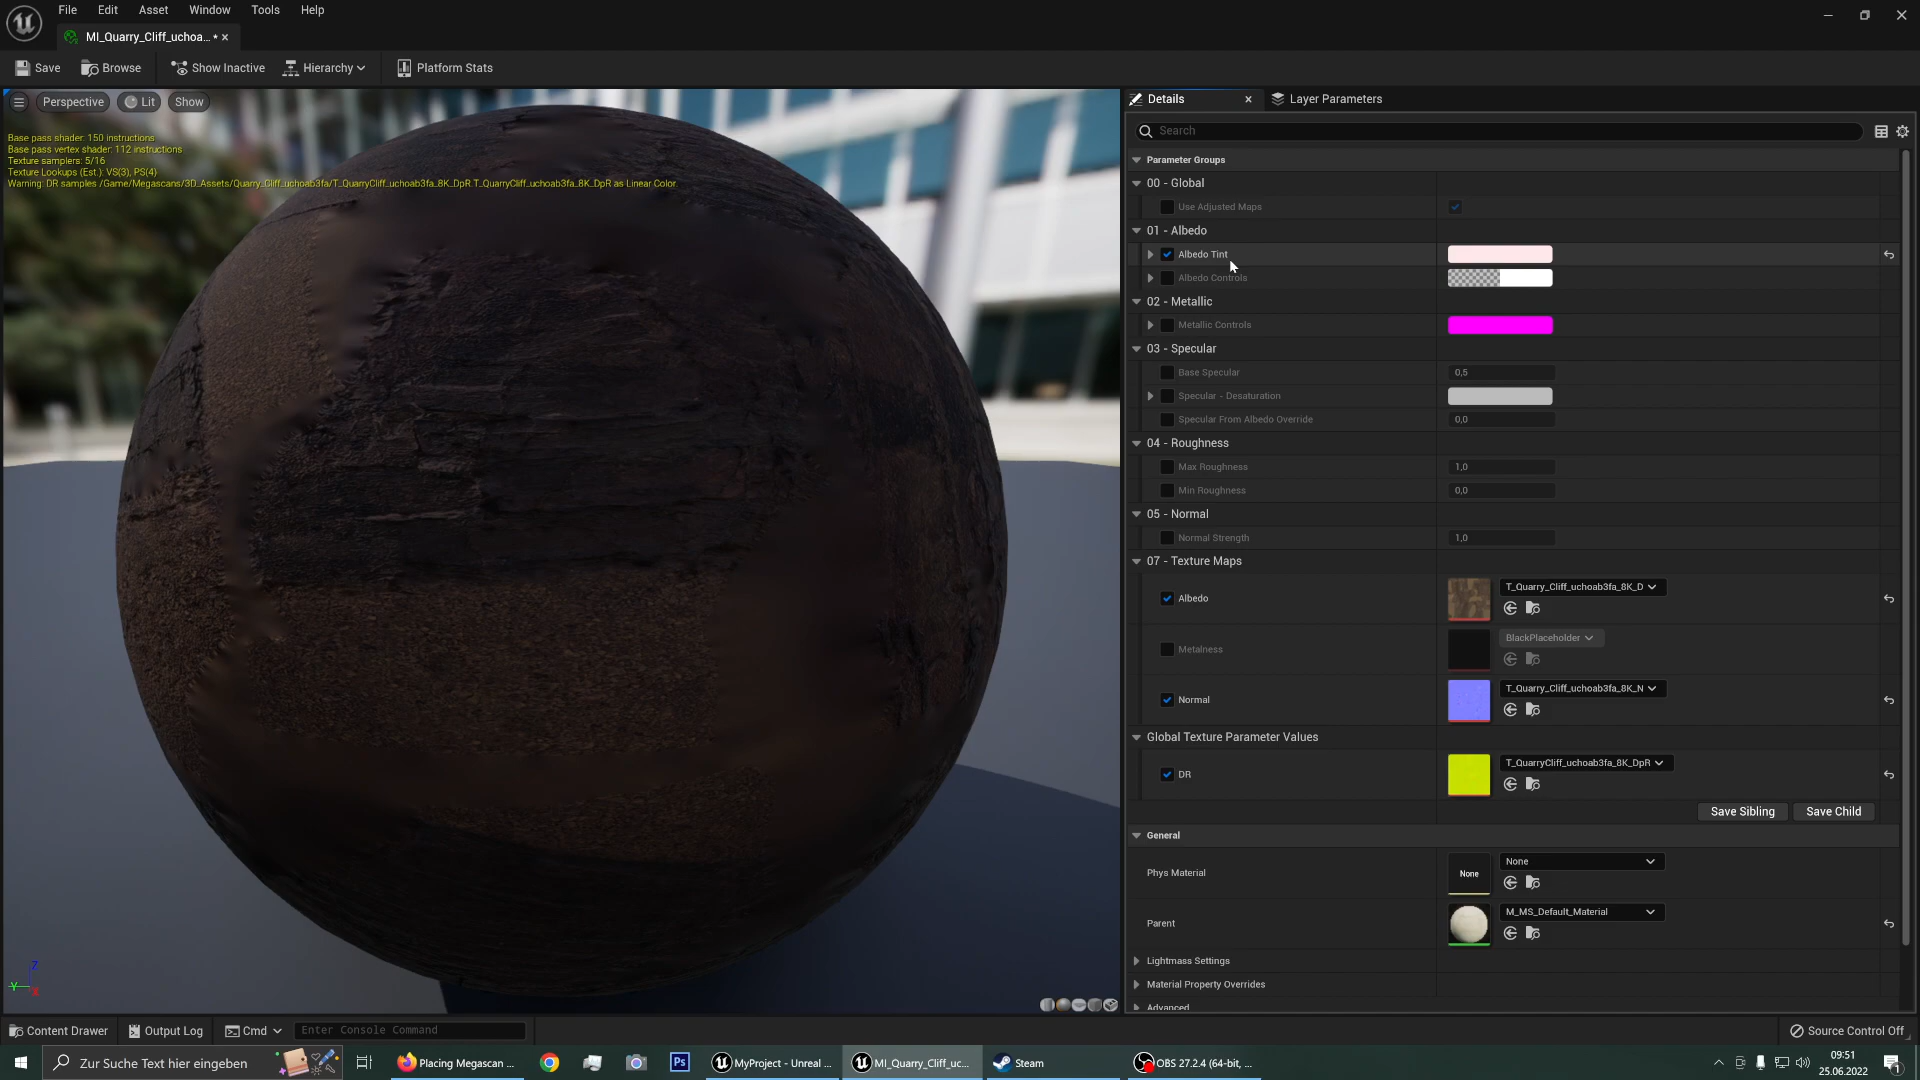 File Edit Asset Window Tools Help
MI_Quarry_Cliff_uchoa... •
Save Browse Show Inactive Hierarchy Platform Stats
Perspective Lit Show
Base pass shader: 150 instructions
Base pass vertex shader: 112 instructions
Texture samplers: 5/16
Texture Lookups (Est.): VS(3), PS(4)
Warning: DR samples /Game/Megascans/3D_Assets/Quarry_Cliff_uchoab3fa/T_QuarryCliff_uchoab3fa_8K_DpR.T_QuarryCliff_uchoab3fa_8K_DpR as Linear Color
Z
Y
X
Details Layer Parameters
Search
Parameter Groups
00 - Global
Use Adjusted Maps
01 - Albedo
Albedo Tint
Albedo Controls
02 - Metallic
Metallic Controls
03 - Specular
Base Specular 0,5
Specular - Desaturation
Specular From Albedo Override 0,0
04 - Roughness
Max Roughness 1,0
Min Roughness 0,0
05 - Normal
Normal Strength 1,0
07 - Texture Maps
Albedo T_Quarry_Cliff_uchoab3fa_8K_D
Metalness BlackPlaceholder
Normal T_Quarry_Cliff_uchoab3fa_8K_N
Global Texture Parameter Values
DR T_QuarryCliff_uchoab3fa_8K_DpR
Save Sibling Save Child
General
Phys Material None None
Parent M_MS_Default_Material
Lightmass Settings
Material Property Overrides
Advanced
Content Drawer Output Log Cmd Enter Console Command Source Control Off
Zur Suche Text hier eingeben Placing Megascan ... Ps MyProject - Unreal ... MI_Quarry_Cliff_uc... Steam OBS 27.2.4 (64-bit, ... 09:51
25.06.2022 1